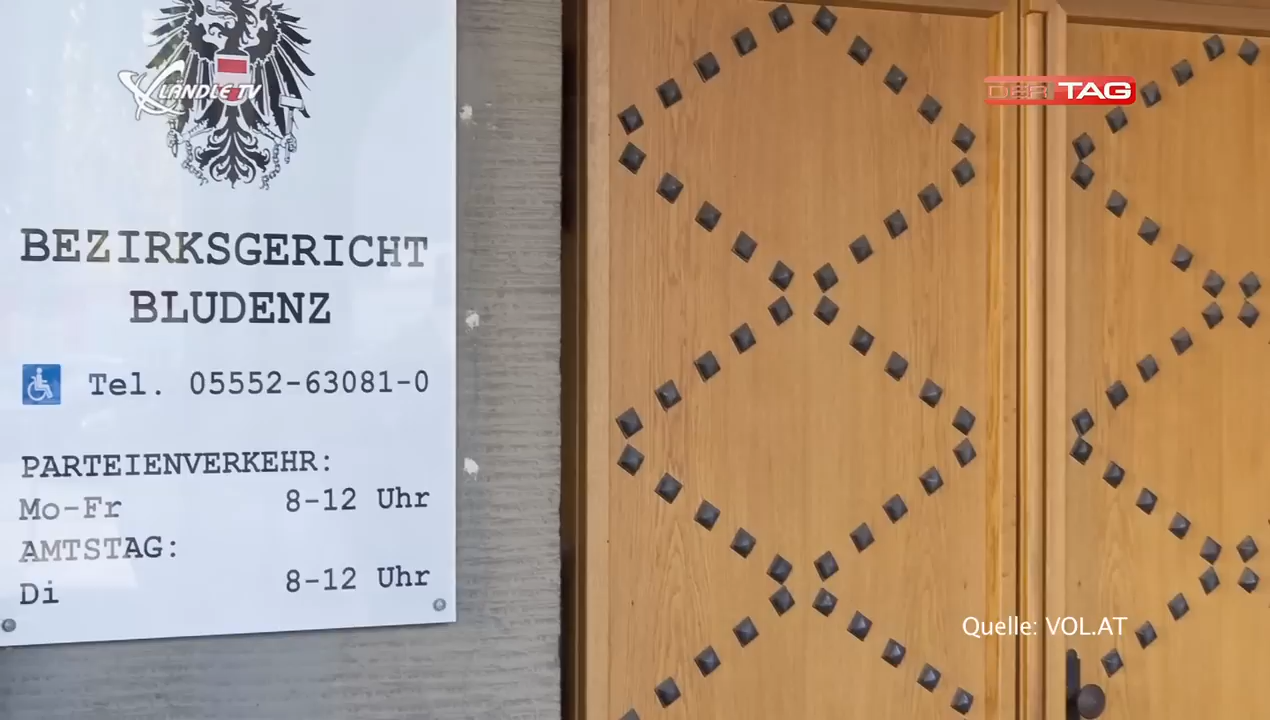 LÄNDLE TV
DER TAG
BEZIRKSGERICHT
BLUDENZ
Tel. 05552-63081-0
PARTEIENVERKEHR:
Mo-Fr 8-12 Uhr
AMTSTAG:
Di 8-12 Uhr
Quelle: VOL.AT